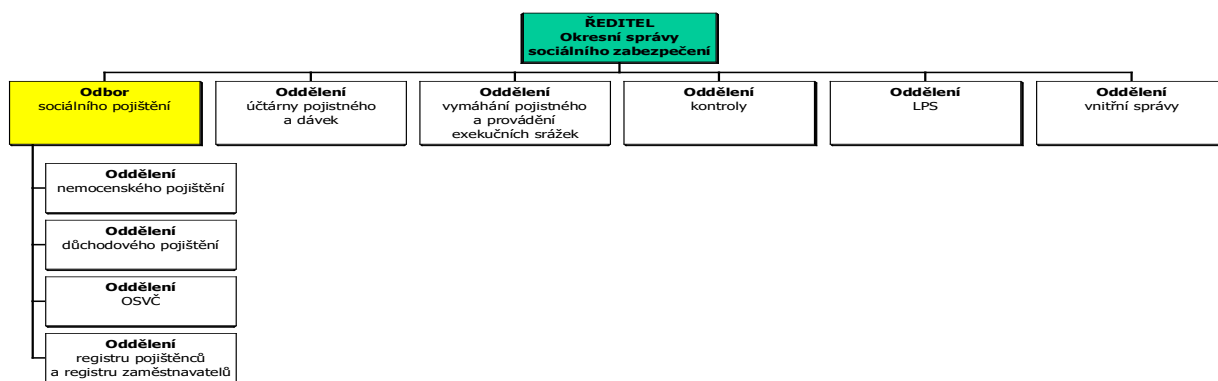 ŘEDITEL
Okresní správy
sociálního zabezpečení
Odbor
sociálního pojištění
Oddělení
účtárny pojistného
a dávek
Oddělení
vymáhání pojistného
a provádění
exekučních srážek
Oddělení
kontroly
Oddělení
LPS
Oddělení
vnitřní správy
Oddělení
nemocenského pojištění
Oddělení
důchodového pojištění
Oddělení
OSVČ
Oddělení
registru pojištěnců
a registru zaměstnavatelů